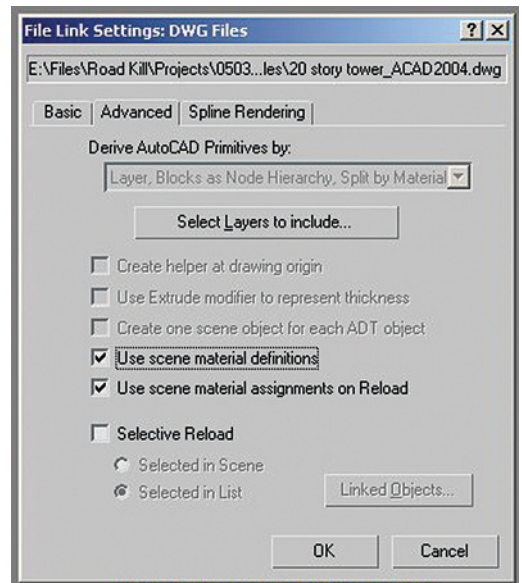 File Link Settings: DWG Files
E:\Files\Road Kill\Projects\0503...les\20 story tower_ACAD2004.dwg
Basic Advanced Spline Rendering
Derive AutoCAD Primitives by:
Layer, Blocks as Node Hierarchy, Split by Material
Select Layers to include...
Create helper at drawing origin
Use Extrude modifier to represent thickness
Create one scene object for each ADT object
Use scene material definitions
Use scene material assignments on Reload
Selective Reload
Selected in Scene
Selected in List
Linked Objects...
OK Cancel